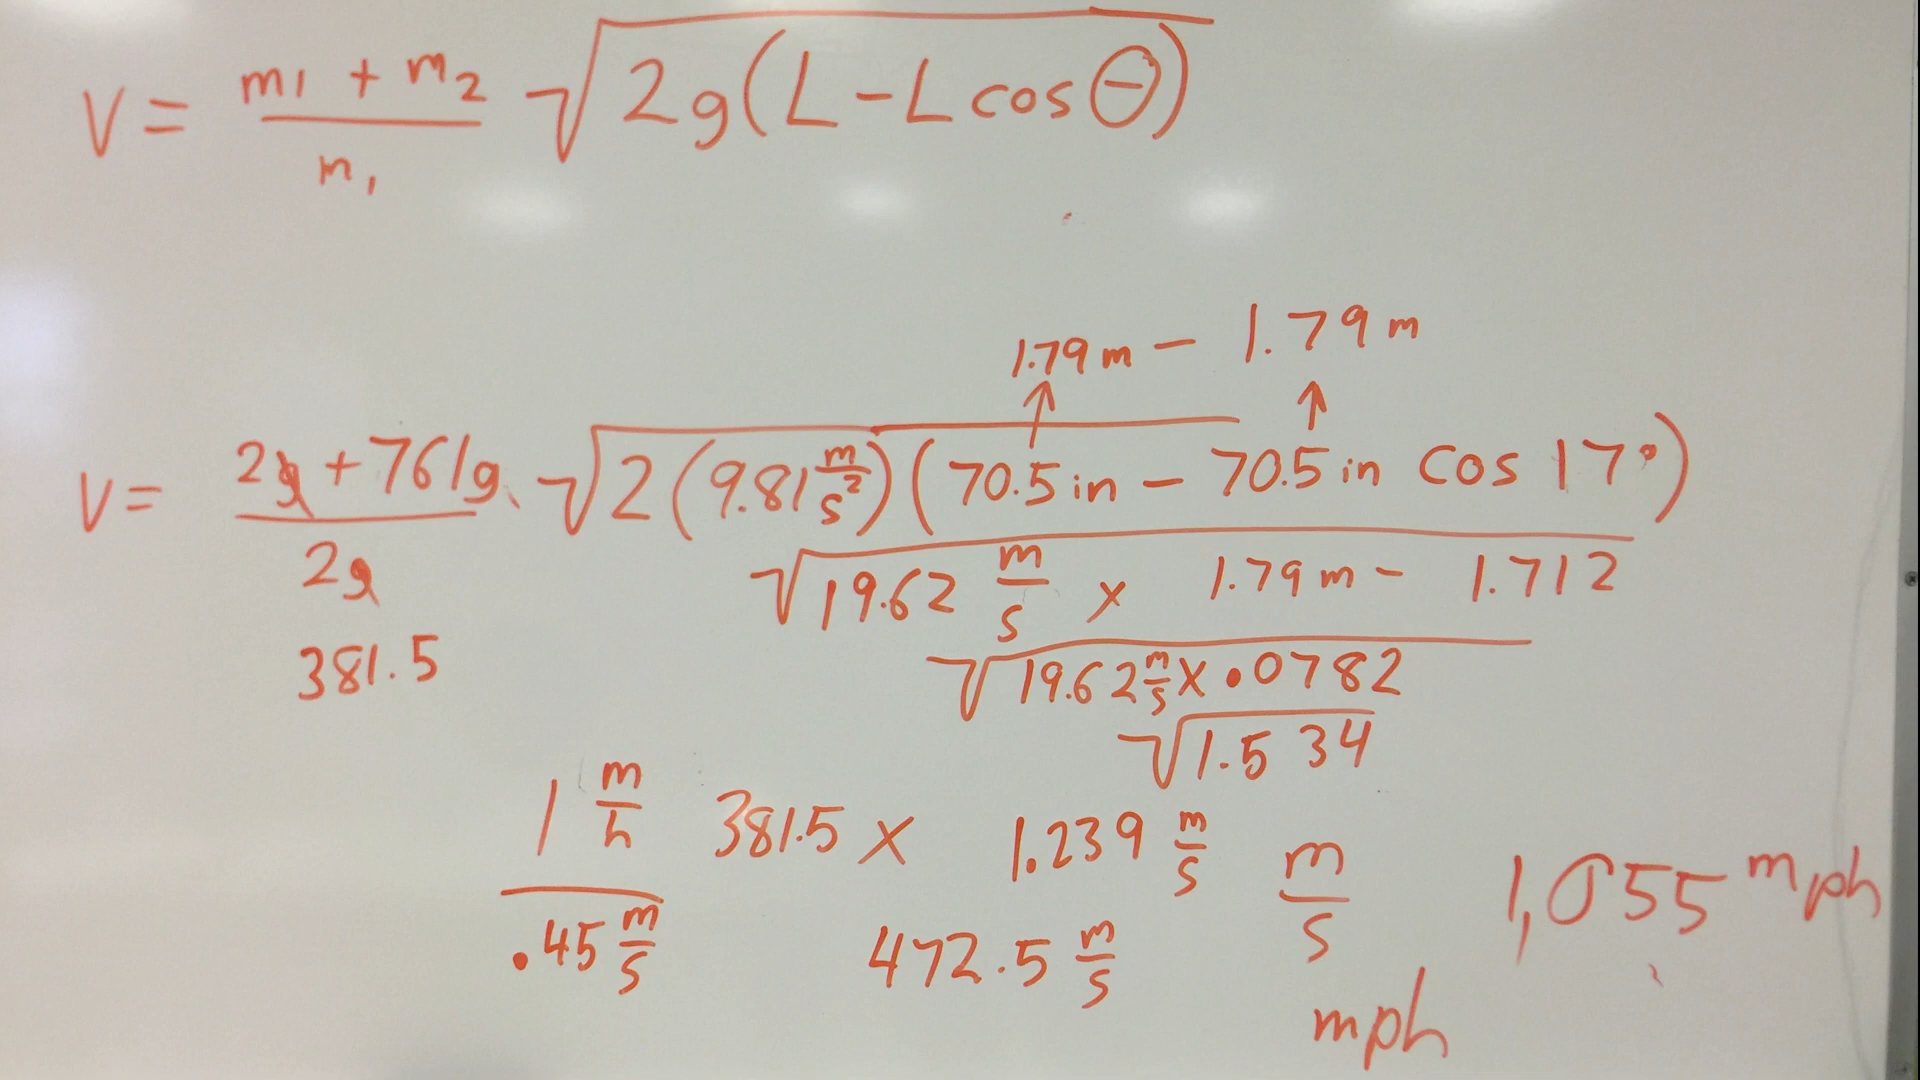 V = m1 + m2 / m1 √2g(L - L cos Θ)
1.79 m - 1.79 m
↑ ↑
V = 2g + 761g / 2g √2(9.81 m/s²)(70.5 in - 70.5 in cos 17°)
√19.62 m/s x 1.79 m - 1.712
381.5
√19.62 m/s x .0782
√1.534
1 m/h / .45 m/s
381.5 x 1.239 m/s
472.5 m/s
m/s
mph
1,055 mph